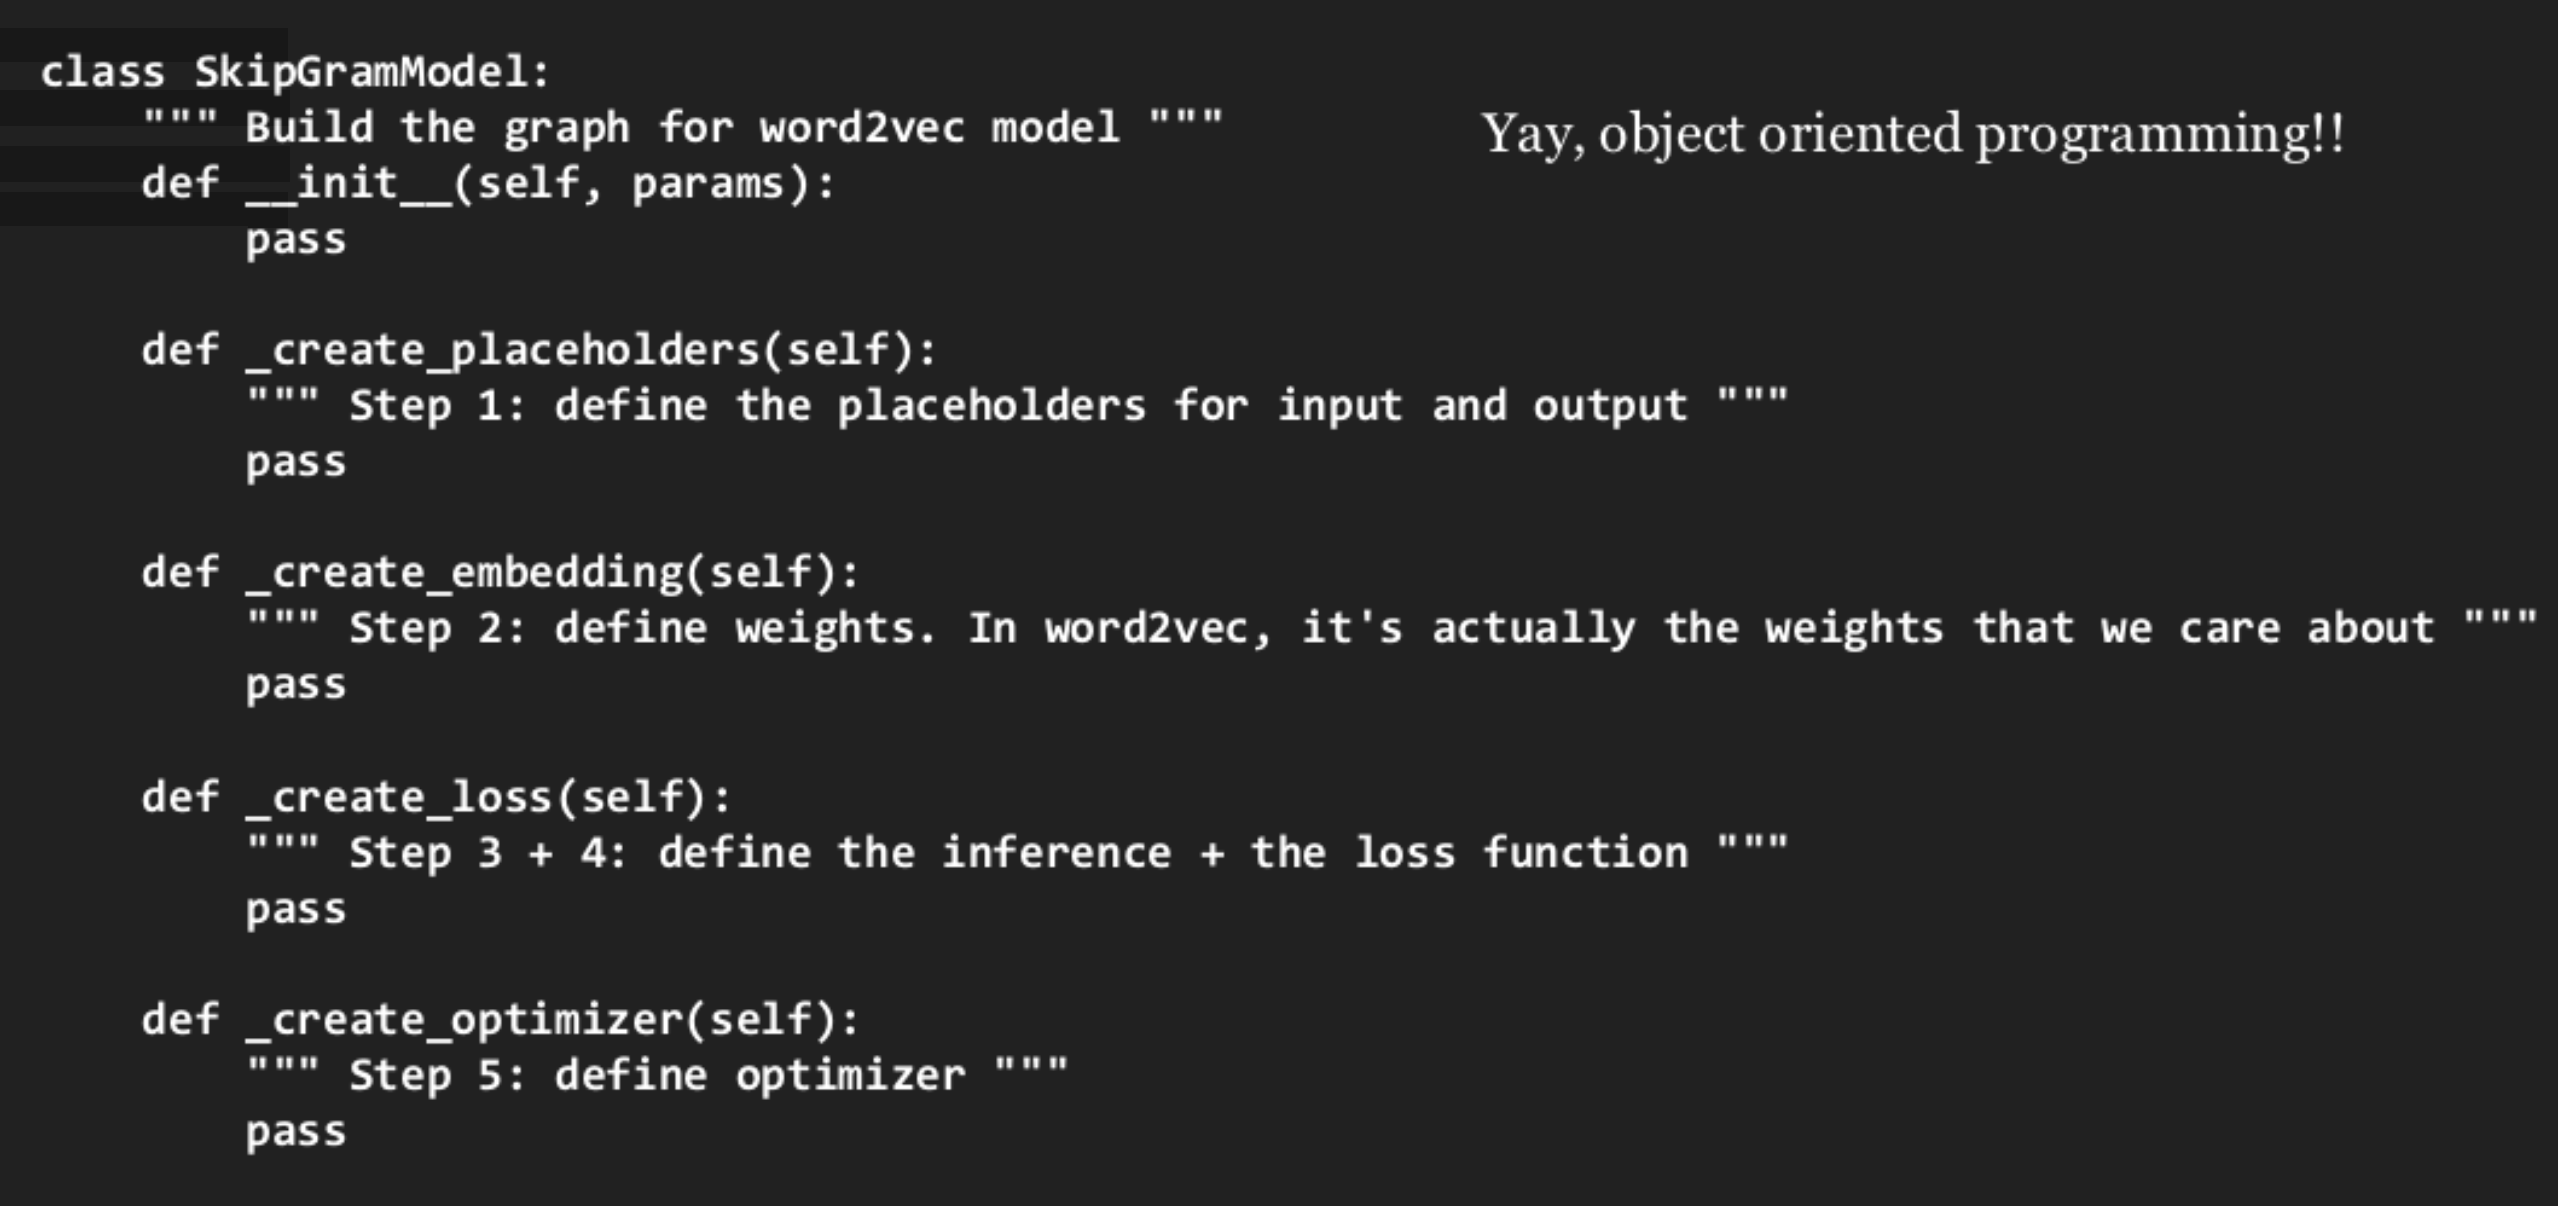 class SkipGramModel:
    """ Build the graph for word2vec model """
Yay, object oriented programming!!
    def __init__(self, params):
        pass

    def _create_placeholders(self):
        """ Step 1: define the placeholders for input and output """
        pass

    def _create_embedding(self):
        """ Step 2: define weights. In word2vec, it's actually the weights that we care about """
        pass

    def _create_loss(self):
        """ Step 3 + 4: define the inference + the loss function """
        pass

    def _create_optimizer(self):
        """ Step 5: define optimizer """
        pass